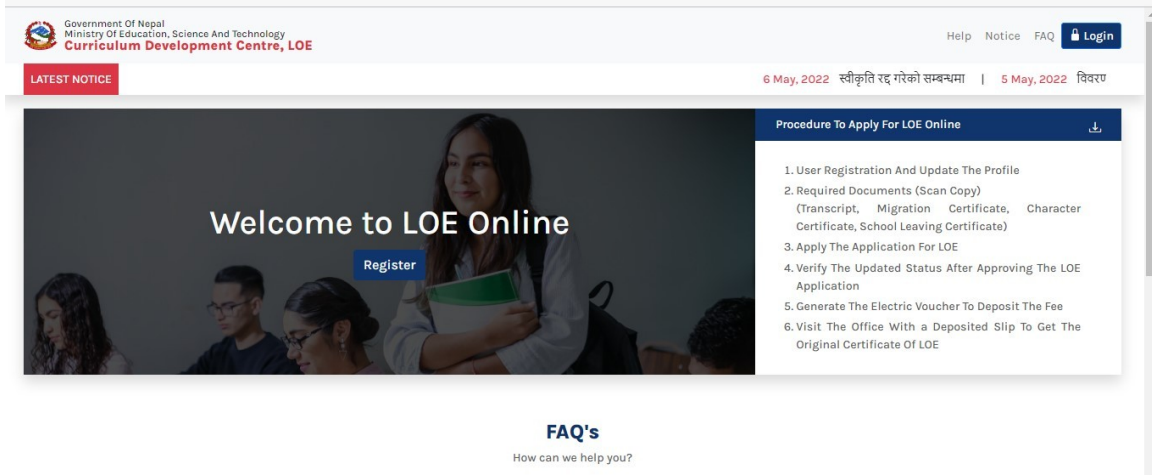 Government Of Nepal
Ministry Of Education, Science And Technology
Curriculum Development Centre, LOE
Help Notice FAQ Login
LATEST NOTICE
6 May, 2022 स्वीकृति रद्द गरेको सम्बन्धमा | 5 May, 2022 विवरण
Welcome to LOE Online
Register
Procedure To Apply For LOE Online
1. User Registration And Update The Profile
2. Required Documents (Scan Copy)
(Transcript, Migration Certificate, Character
Certificate, School Leaving Certificate)
3. Apply The Application For LOE
4. Verify The Updated Status After Approving The LOE
Application
5. Generate The Electric Voucher To Deposit The Fee
6. Visit The Office With a Deposited Slip To Get The
Original Certificate Of LOE
FAQ's
How can we help you?